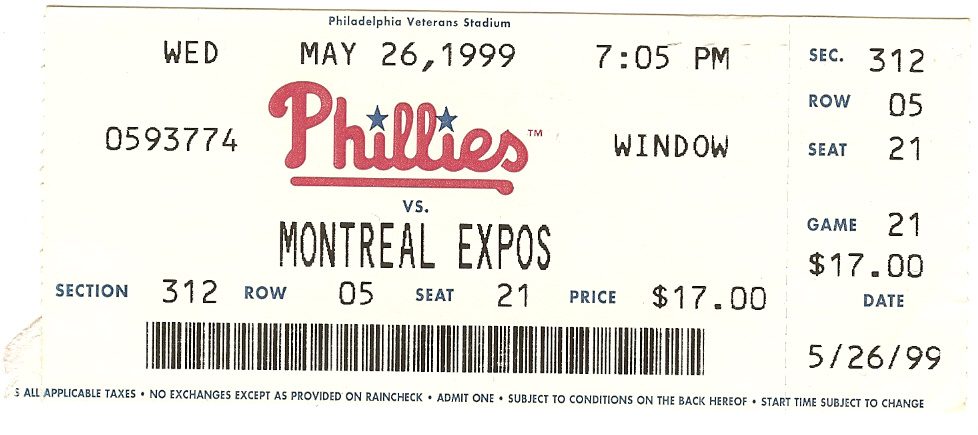 Philadelphia Veterans Stadium
WED MAY 26,1999 7:05 PM
0593774 Phillies™ WINDOW
VS.
MONTREAL EXPOS
SECTION 312 ROW 05 SEAT 21 PRICE $17.00
S ALL APPLICABLE TAXES • NO EXCHANGES EXCEPT AS PROVIDED ON RAINCHECK • ADMIT ONE • SUBJECT TO CONDITIONS ON THE BACK HEREOF • START TIME SUBJECT TO CHANGE
SEC. 312
ROW 05
SEAT 21
GAME 21
$17.00
DATE
5/26/99